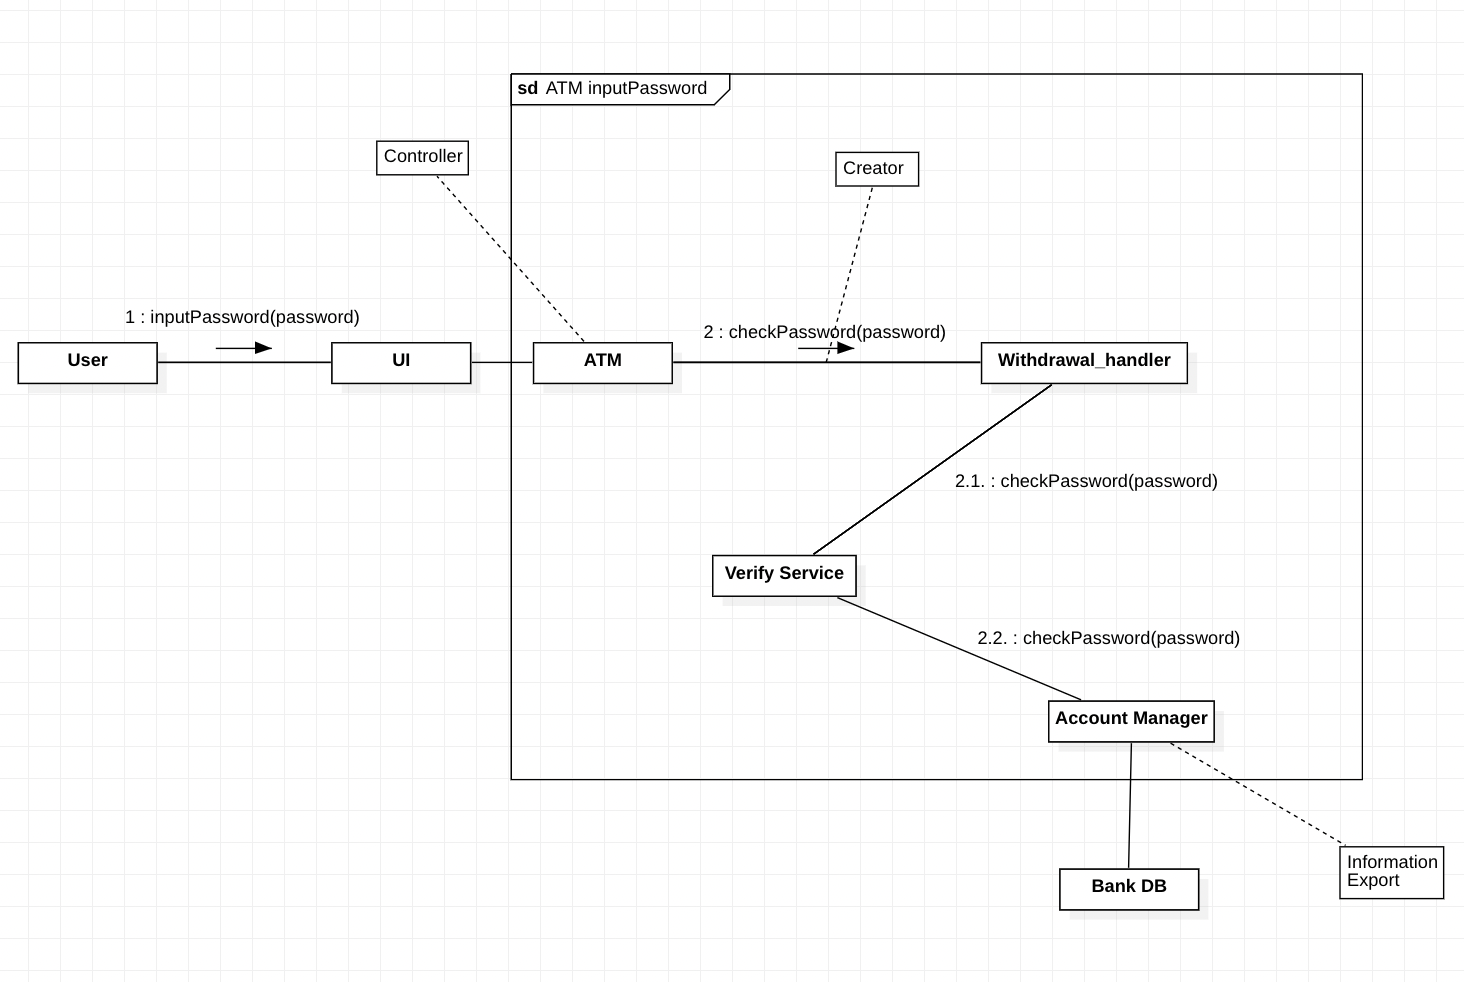 sd ATM inputPassword
Controller
Creator
1 : inputPassword(password)
2 : checkPassword(password)
User
UI
ATM
Withdrawal_handler
2.1. : checkPassword(password)
Verify Service
2.2. : checkPassword(password)
Account Manager
Information
Export
Bank DB